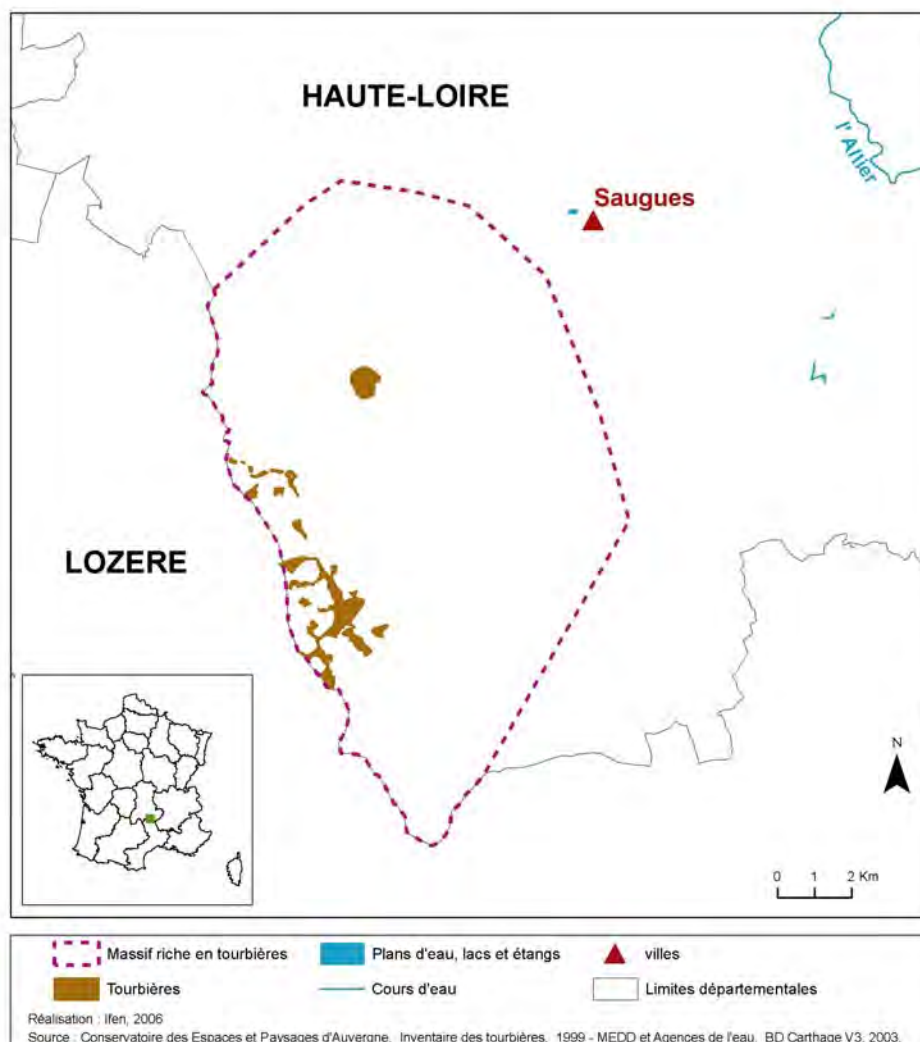 HAUTE-LOIRE
l'Allier
Saugues
LOZERE
N
0 1 2 Km
Massif riche en tourbières
Plans d'eau, lacs et étangs
villes
Tourbières
Cours d'eau
Limites départementales
Réalisation : Ifen, 2006
Source : Conservatoire des Espaces et Paysages d'Auvergne, Inventaire des tourbières, 1999 - MEDD et Agences de l'eau, BD Carthage V3, 2003.